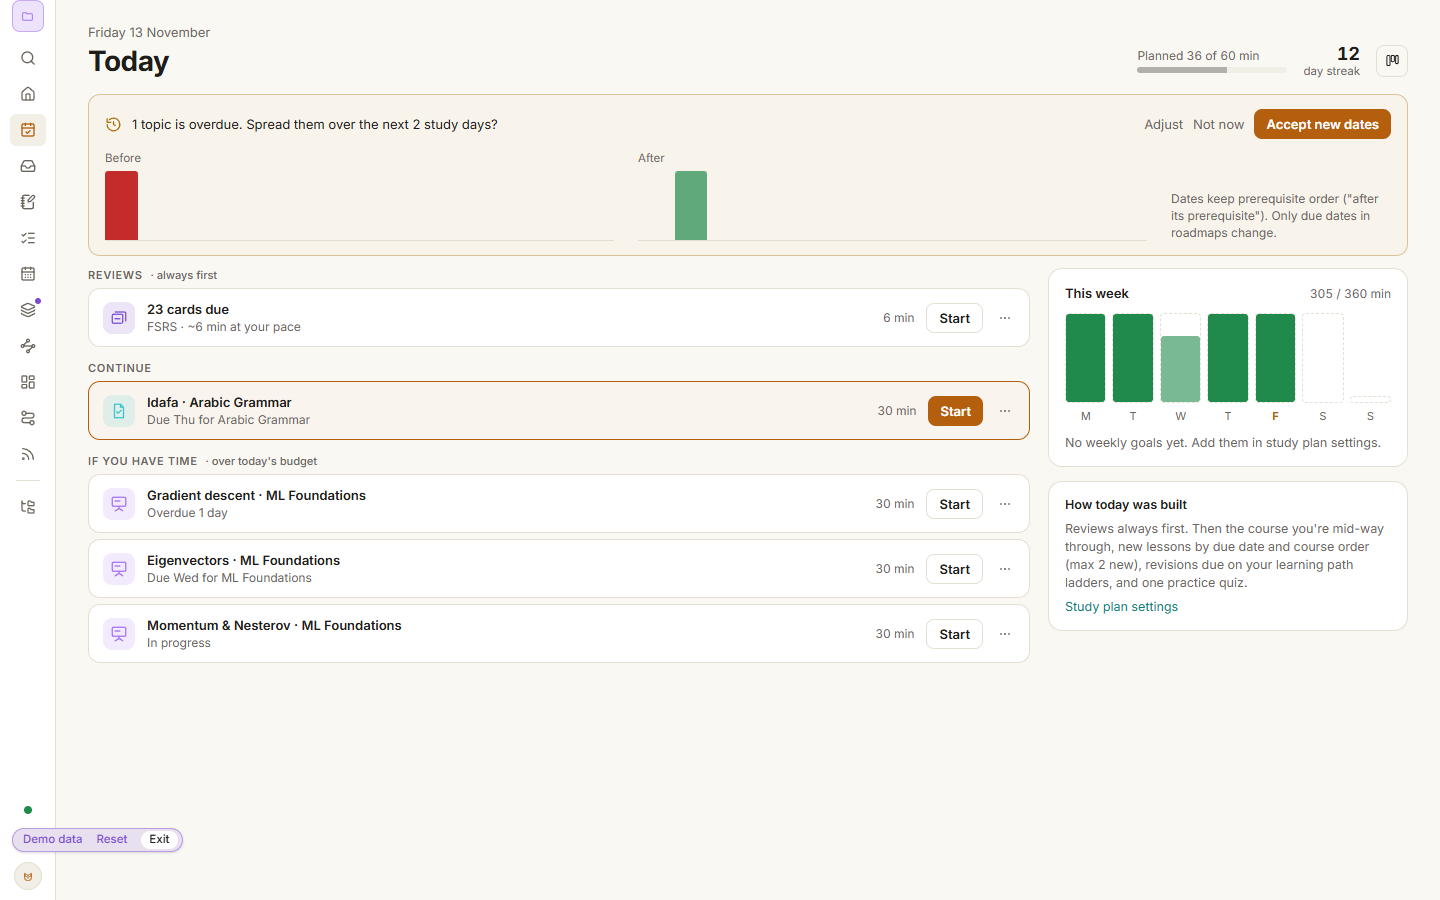 Friday 13 November
Today
Planned 36 of 60 min
12
day streak
1 topic is overdue. Spread them over the next 2 study days?
Adjust
Not now
Accept new dates
Before
After
Dates keep prerequisite order ("after
its prerequisite"). Only due dates in
roadmaps change.
REVIEWS · always first
23 cards due
FSRS · ~6 min at your pace
6 min
Start
CONTINUE
Idafa · Arabic Grammar
Due Thu for Arabic Grammar
30 min
Start
IF YOU HAVE TIME · over today's budget
Gradient descent · ML Foundations
Overdue 1 day
30 min
Start
Eigenvectors · ML Foundations
Due Wed for ML Foundations
30 min
Start
Momentum & Nesterov · ML Foundations
In progress
30 min
Start
This week
305 / 360 min
M T W T F S S
No weekly goals yet. Add them in study plan settings.
How today was built
Reviews always first. Then the course you're mid-way
through, new lessons by due date and course order
(max 2 new), revisions due on your learning path
ladders, and one practice quiz.
Study plan settings
Demo data Reset Exit